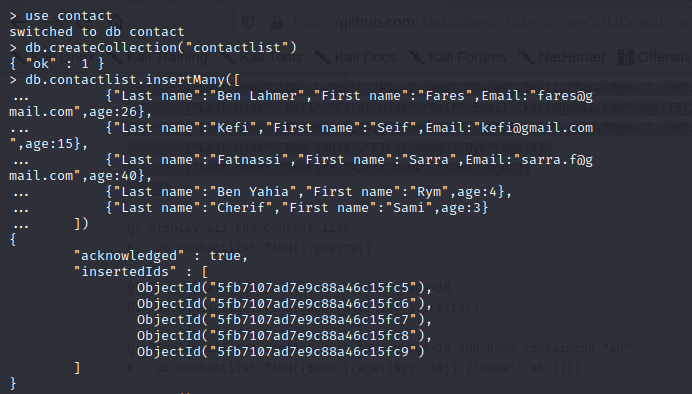 > use contact
switched to db contact
> db.createCollection("contactlist")
{ "ok" : 1 }
> db.contactlist.insertMany([
...         {"Last name":"Ben Lahmer","First name":"Fares",Email:"fares@g
mail.com",age:26},
...         {"Last name":"Kefi","First name":"Seif",Email:"kefi@gmail.com
",age:15},
...         {"Last name":"Fatnassi","First name":"Sarra",Email:"sarra.f@g
mail.com",age:40},
...         {"Last name":"Ben Yahia","First name":"Rym",age:4},
...         {"Last name":"Cherif","First name":"Sami",age:3}
...     ])
{
        "acknowledged" : true,
        "insertedIds" : [
                ObjectId("5fb7107ad7e9c88a46c15fc5"),
                ObjectId("5fb7107ad7e9c88a46c15fc6"),
                ObjectId("5fb7107ad7e9c88a46c15fc7"),
                ObjectId("5fb7107ad7e9c88a46c15fc8"),
                ObjectId("5fb7107ad7e9c88a46c15fc9")
        ]
}